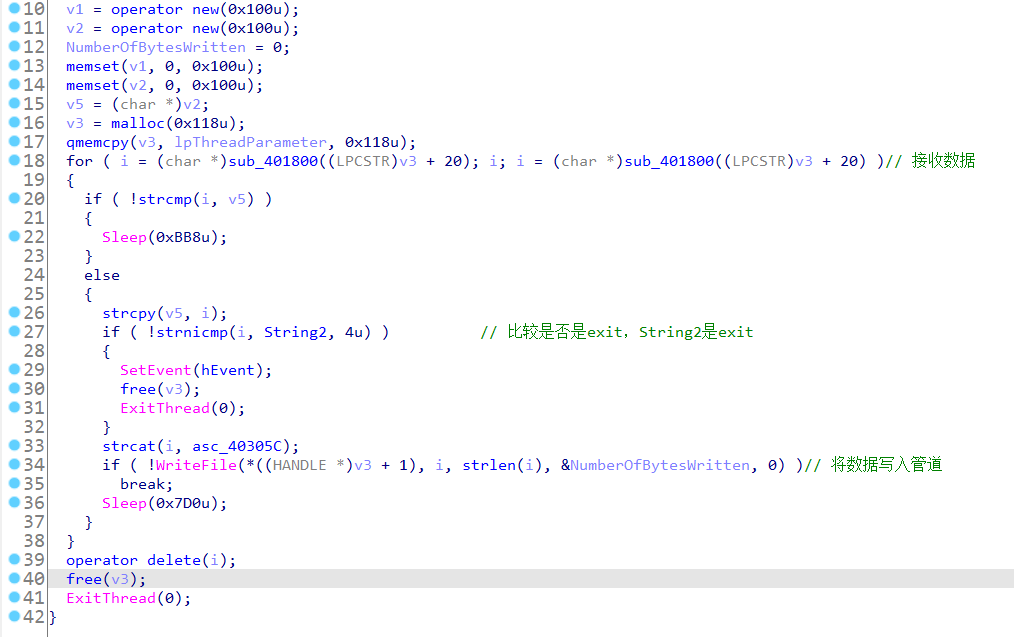 10 v1 = operator new(0x100u);
11 v2 = operator new(0x100u);
12 NumberOfBytesWritten = 0;
13 memset(v1, 0, 0x100u);
14 memset(v2, 0, 0x100u);
15 v5 = (char *)v2;
16 v3 = malloc(0x118u);
17 qmemcpy(v3, lpThreadParameter, 0x118u);
18 for ( i = (char *)sub_401800((LPCSTR)v3 + 20); i; i = (char *)sub_401800((LPCSTR)v3 + 20) )// 接收数据
19 {
20 if ( !strcmp(i, v5) )
21 {
22 Sleep(0xBB8u);
23 }
24 else
25 {
26 strcpy(v5, i);
27 if ( !strnicmp(i, String2, 4u) ) // 比较是否是exit，String2是exit
28 {
29 SetEvent(hEvent);
30 free(v3);
31 ExitThread(0);
32 }
33 strcat(i, asc_40305C);
34 if ( !WriteFile(*((HANDLE *)v3 + 1), i, strlen(i), &NumberOfBytesWritten, 0) )// 将数据写入管道
35 break;
36 Sleep(0x7D0u);
37 }
38 }
39 operator delete(i);
40 free(v3);
41 ExitThread(0);
42 }